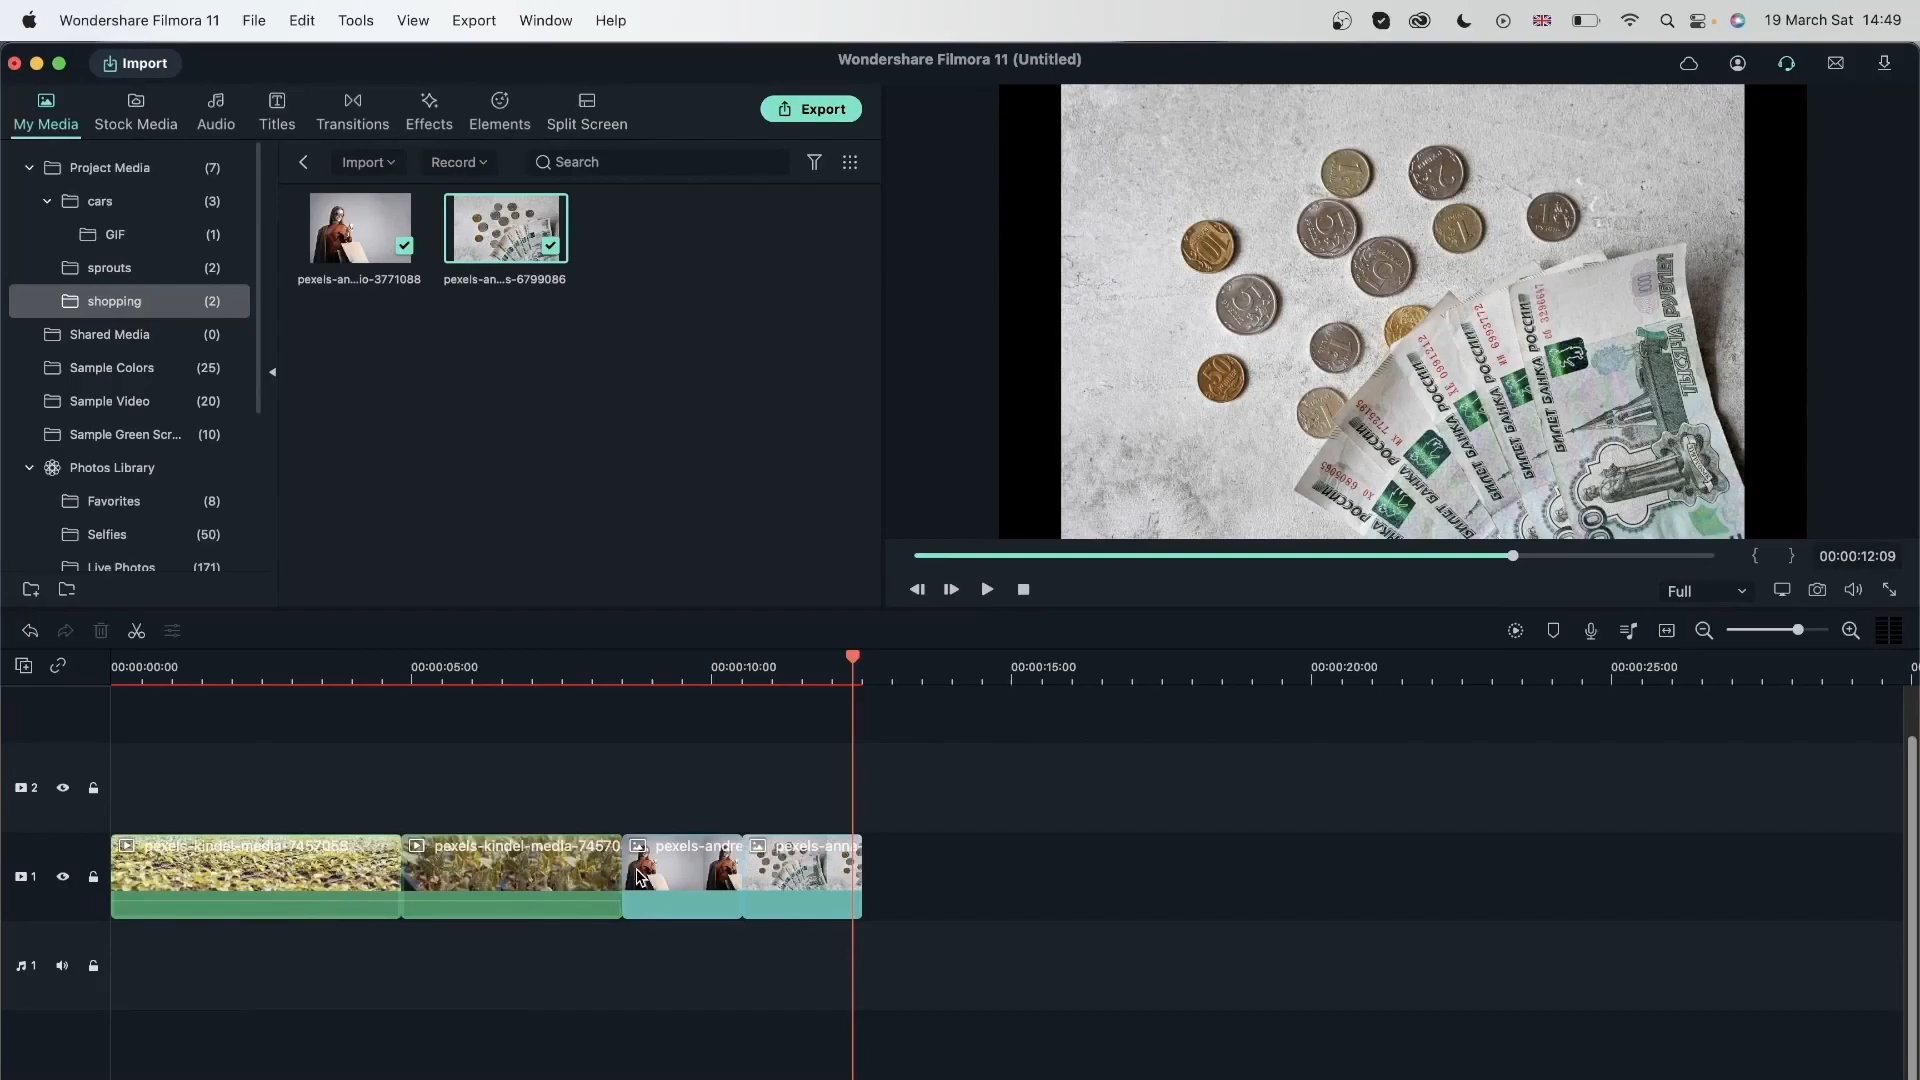 Wondershare Filmora 11 File Edit Tools View Export Window Help 19 March Sat 14:49
Import Wondershare Filmora 11 (Untitled)
My Media Stock Media Audio Titles Transitions Effects Elements Split Screen Export
Import Record Search
Project Media (7)
cars (3)
GIF (1)
sprouts (2)
shopping (2)
Shared Media (0)
Sample Colors (25)
Sample Video (20)
Sample Green Scr... (10)
Photos Library
Favorites (8)
Selfies (50)
Live Photos (171)
pexels-an...io-3771088 pexels-an...s-6799086
БИЛЕТ БАНКА РОССИИ
БИЛЕТ БАНКА РОССИИ
{ } 00:00:12:09
Full
00:00:00:00 00:00:05:00 00:00:10:00 00:00:15:00 00:00:20:00 00:00:25:00
2
pexels-kindel-media-7457058 pexels-kindel-media-74570 pexels-andre pexels-anna-
1
1